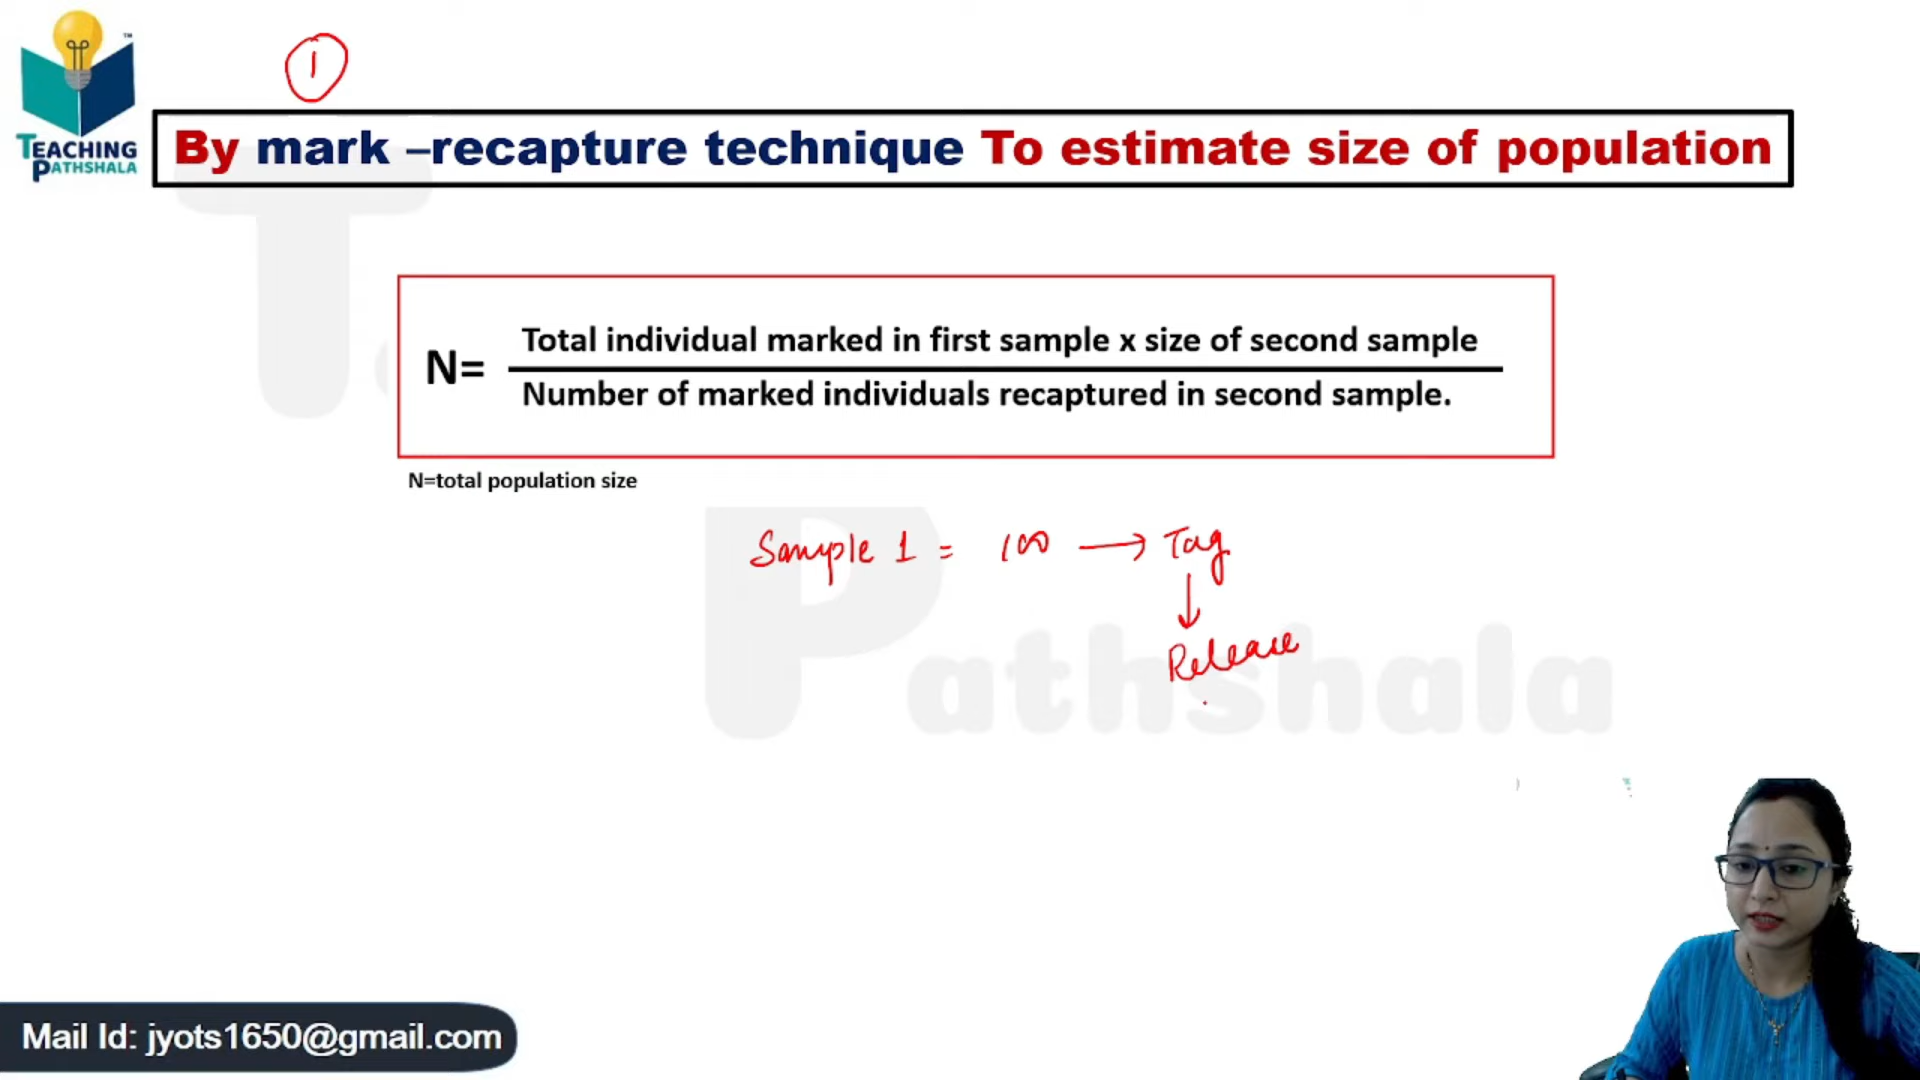 TEACHING
PATHSHALA
TM
1
By mark –recapture technique To estimate size of population
N= Total individual marked in first sample x size of second sample
Number of marked individuals recaptured in second sample.
N=total population size
Sample 1 = 100 → Tag
↓
Release
Pathshala
Mail Id: jyots1650@gmail.com